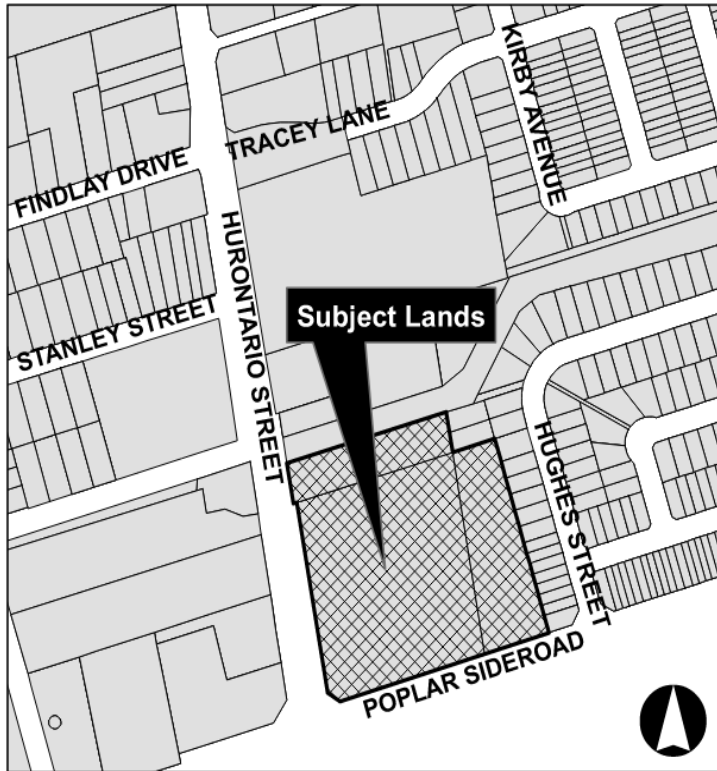 KIRBY AVENUE
TRACEY LANE
FINDLAY DRIVE
HURONTARIO STREET
STANLEY STREET
Subject Lands
HUGHES STREET
POPLAR SIDEROAD